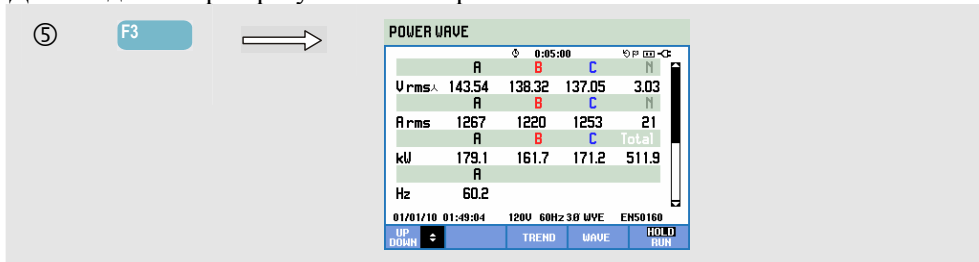 ⑤ F3
POWER WAVE
0:05:00
A B C N
V rms 143.54 138.32 137.05 3.03
A B C N
A rms 1267 1220 1253 21
A B C Total
kW 179.1 161.7 171.2 511.9
A
Hz 60.2
01/01/10 01:49:04 120V 60Hz 3Ø WYE EN50160
UP DOWN TREND WAVE HOLD RUN